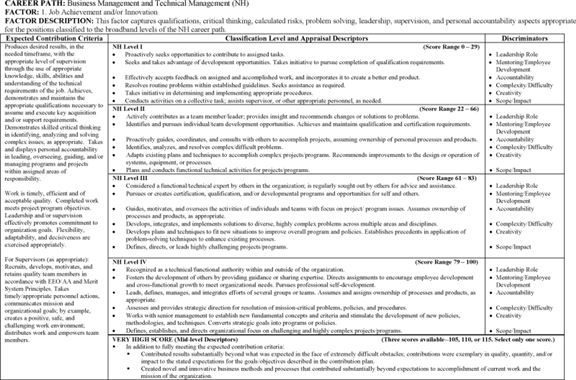 CAREER PATH: Business Management and Technical Management (NH)
FACTOR: 1. Job Achievement and/or Innovation
FACTOR DESCRIPTION: This factor captures qualifications, critical thinking, calculated risks, problem solving, leadership, supervision, and personal accountability aspects appropriate
for the positions classified to the broadband levels of the NH career path.
Expected Contribution Criteria
Produces desired results, in the
needed timeframe, with the
appropriate level of supervision
through the use of appropriate
knowledge, skills, abilities and
understanding of the technical
requirements of the job. Achieves,
demonstrates and maintains the
appropriate qualifications necessary to
assume and execute key acquisition
and/or support requirements.
Demonstrates skilled critical thinking
in identifying, analyzing and solving
complex issues, as appropriate. Takes
and displays personal accountability
in leading, overseeing, guiding, and/or
managing programs and projects
within assigned areas of
responsibility.
Work is timely, efficient and of
acceptable quality. Completed work
meets project/program objectives.
Leadership and/or supervision
effectively promotes commitment to
organization goals. Flexibility,
adaptability, and decisiveness are
exercised appropriately.
For Supervisors (as appropriate):
Recruits, develops, motivates, and
retains quality team members in
accordance with EEO/AA and Merit
System Principles. Takes
timely/appropriate personnel actions,
communicates mission and
organizational goals; by example,
creates a positive, safe, and
challenging work environment;
distributes work and empowers team
members.
Classification Level and Appraisal Descriptors
NH Level I (Score Range 0 – 29)
• Proactively seeks opportunities to contribute to assigned tasks.
• Seeks and takes advantage of development opportunities. Takes initiative to pursue completion of qualification requirements.
• Effectively accepts feedback on assigned and accomplished work, and incorporates it to create a better end product.
• Resolves routine problems within established guidelines. Seeks assistance as required.
• Takes initiative in determining and implementing appropriate procedures.
• Conducts activities on a collective task; assists supervisor, or other appropriate personnel, as needed.
NH Level II (Score Range 22 – 66)
• Actively contributes as a team member/leader; provides insight and recommends changes or solutions to problems.
• Identifies and pursues individual/team development opportunities. Achieves and maintains qualification and certification requirements.
• Proactively guides, coordinates, and consults with others to accomplish projects, assuming ownership of personal processes and products.
• Identifies, analyzes, and resolves complex/difficult problems.
• Adapts existing plans and techniques to accomplish complex projects/programs. Recommends improvements to the design or operation of
systems, equipment, or processes.
• Plans and conducts functional technical activities for projects/programs.
NH Level III (Score Range 61 – 83)
• Considered a functional/technical expert by others in the organization; is regularly sought out by others for advice and assistance.
• Pursues or creates certification, qualification, and/or developmental programs and opportunities for self and others.
• Guides, motivates, and oversees the activities of individuals and teams with focus on project/program issues. Assumes ownership of
processes and products, as appropriate.
• Develops, integrates, and implements solutions to diverse, highly complex problems across multiple areas and disciplines.
• Develops plans and techniques to fit new situations to improve overall program and policies. Establishes precedents in application of
problem-solving techniques to enhance existing processes.
• Defines, directs, or leads highly challenging projects/programs.
NH Level IV (Score Range 79 – 100)
• Recognized as a technical/functional authority within and outside of the organization.
• Fosters the development of others by providing guidance or sharing expertise. Directs assignments to encourage employee development
and cross-functional growth to meet organizational needs. Pursues professional self-development.
• Leads, defines, manages, and integrates efforts of several groups or teams. Assumes and assigns ownership of processes and products, as
appropriate.
• Assesses and provides strategic direction for resolution of mission-critical problems, policies, and procedures.
• Works with senior management to establish new fundamental concepts and criteria and stimulate the development of new policies,
methodologies, and techniques. Converts strategic goals into programs or policies.
• Defines, establishes, and directs organizational focus on challenging and highly complex projects/programs.
VERY HIGH SCORE (Mid-level Descriptors) (Three scores available—105, 110, or 115. Select only one score.)
• In addition to fully meeting the expected contribution criteria:
• Contributed results substantially beyond what was expected in the face of extremely difficult obstacles; contributions were exemplary in quality, quantity, and/or
impact to the stated expectations for the goals/objectives described in the contribution plan.
• Created novel and innovative business methods and processes that contributed substantially beyond expectations to accomplishment of current work and the
mission of the organization.
Discriminators
• Leadership Role
• Mentoring/Employee
Development
• Accountability
• Complexity/Difficulty
• Creativity
• Scope/Impact
• Leadership Role
• Mentoring/Employee
Development
• Accountability
• Complexity/Difficulty
• Creativity
• Scope/Impact
• Leadership Role
• Mentoring/Employee
Development
• Accountability
• Complexity/Difficulty
• Creativity
• Scope/Impact
• Leadership Role
• Mentoring/Employee
Development
• Accountability
• Complexity/Difficulty
• Creativity
• Scope/Impact